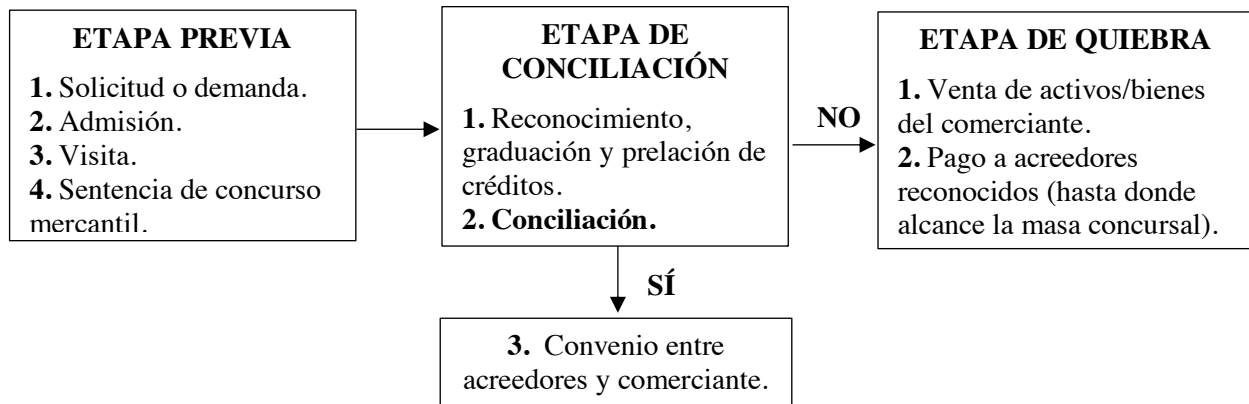 ETAPA PREVIA
1. Solicitud o demanda.
2. Admisión.
3. Visita.
4. Sentencia de concurso
mercantil.
ETAPA DE
CONCILIACIÓN
1. Reconocimiento,
graduación y prelación de
créditos.
2. Conciliación.
NO
ETAPA DE QUIEBRA
1. Venta de activos/bienes
del comerciante.
2. Pago a acreedores
reconocidos (hasta donde
alcance la masa concursal).
SÍ
3. Convenio entre
acreedores y comerciante.